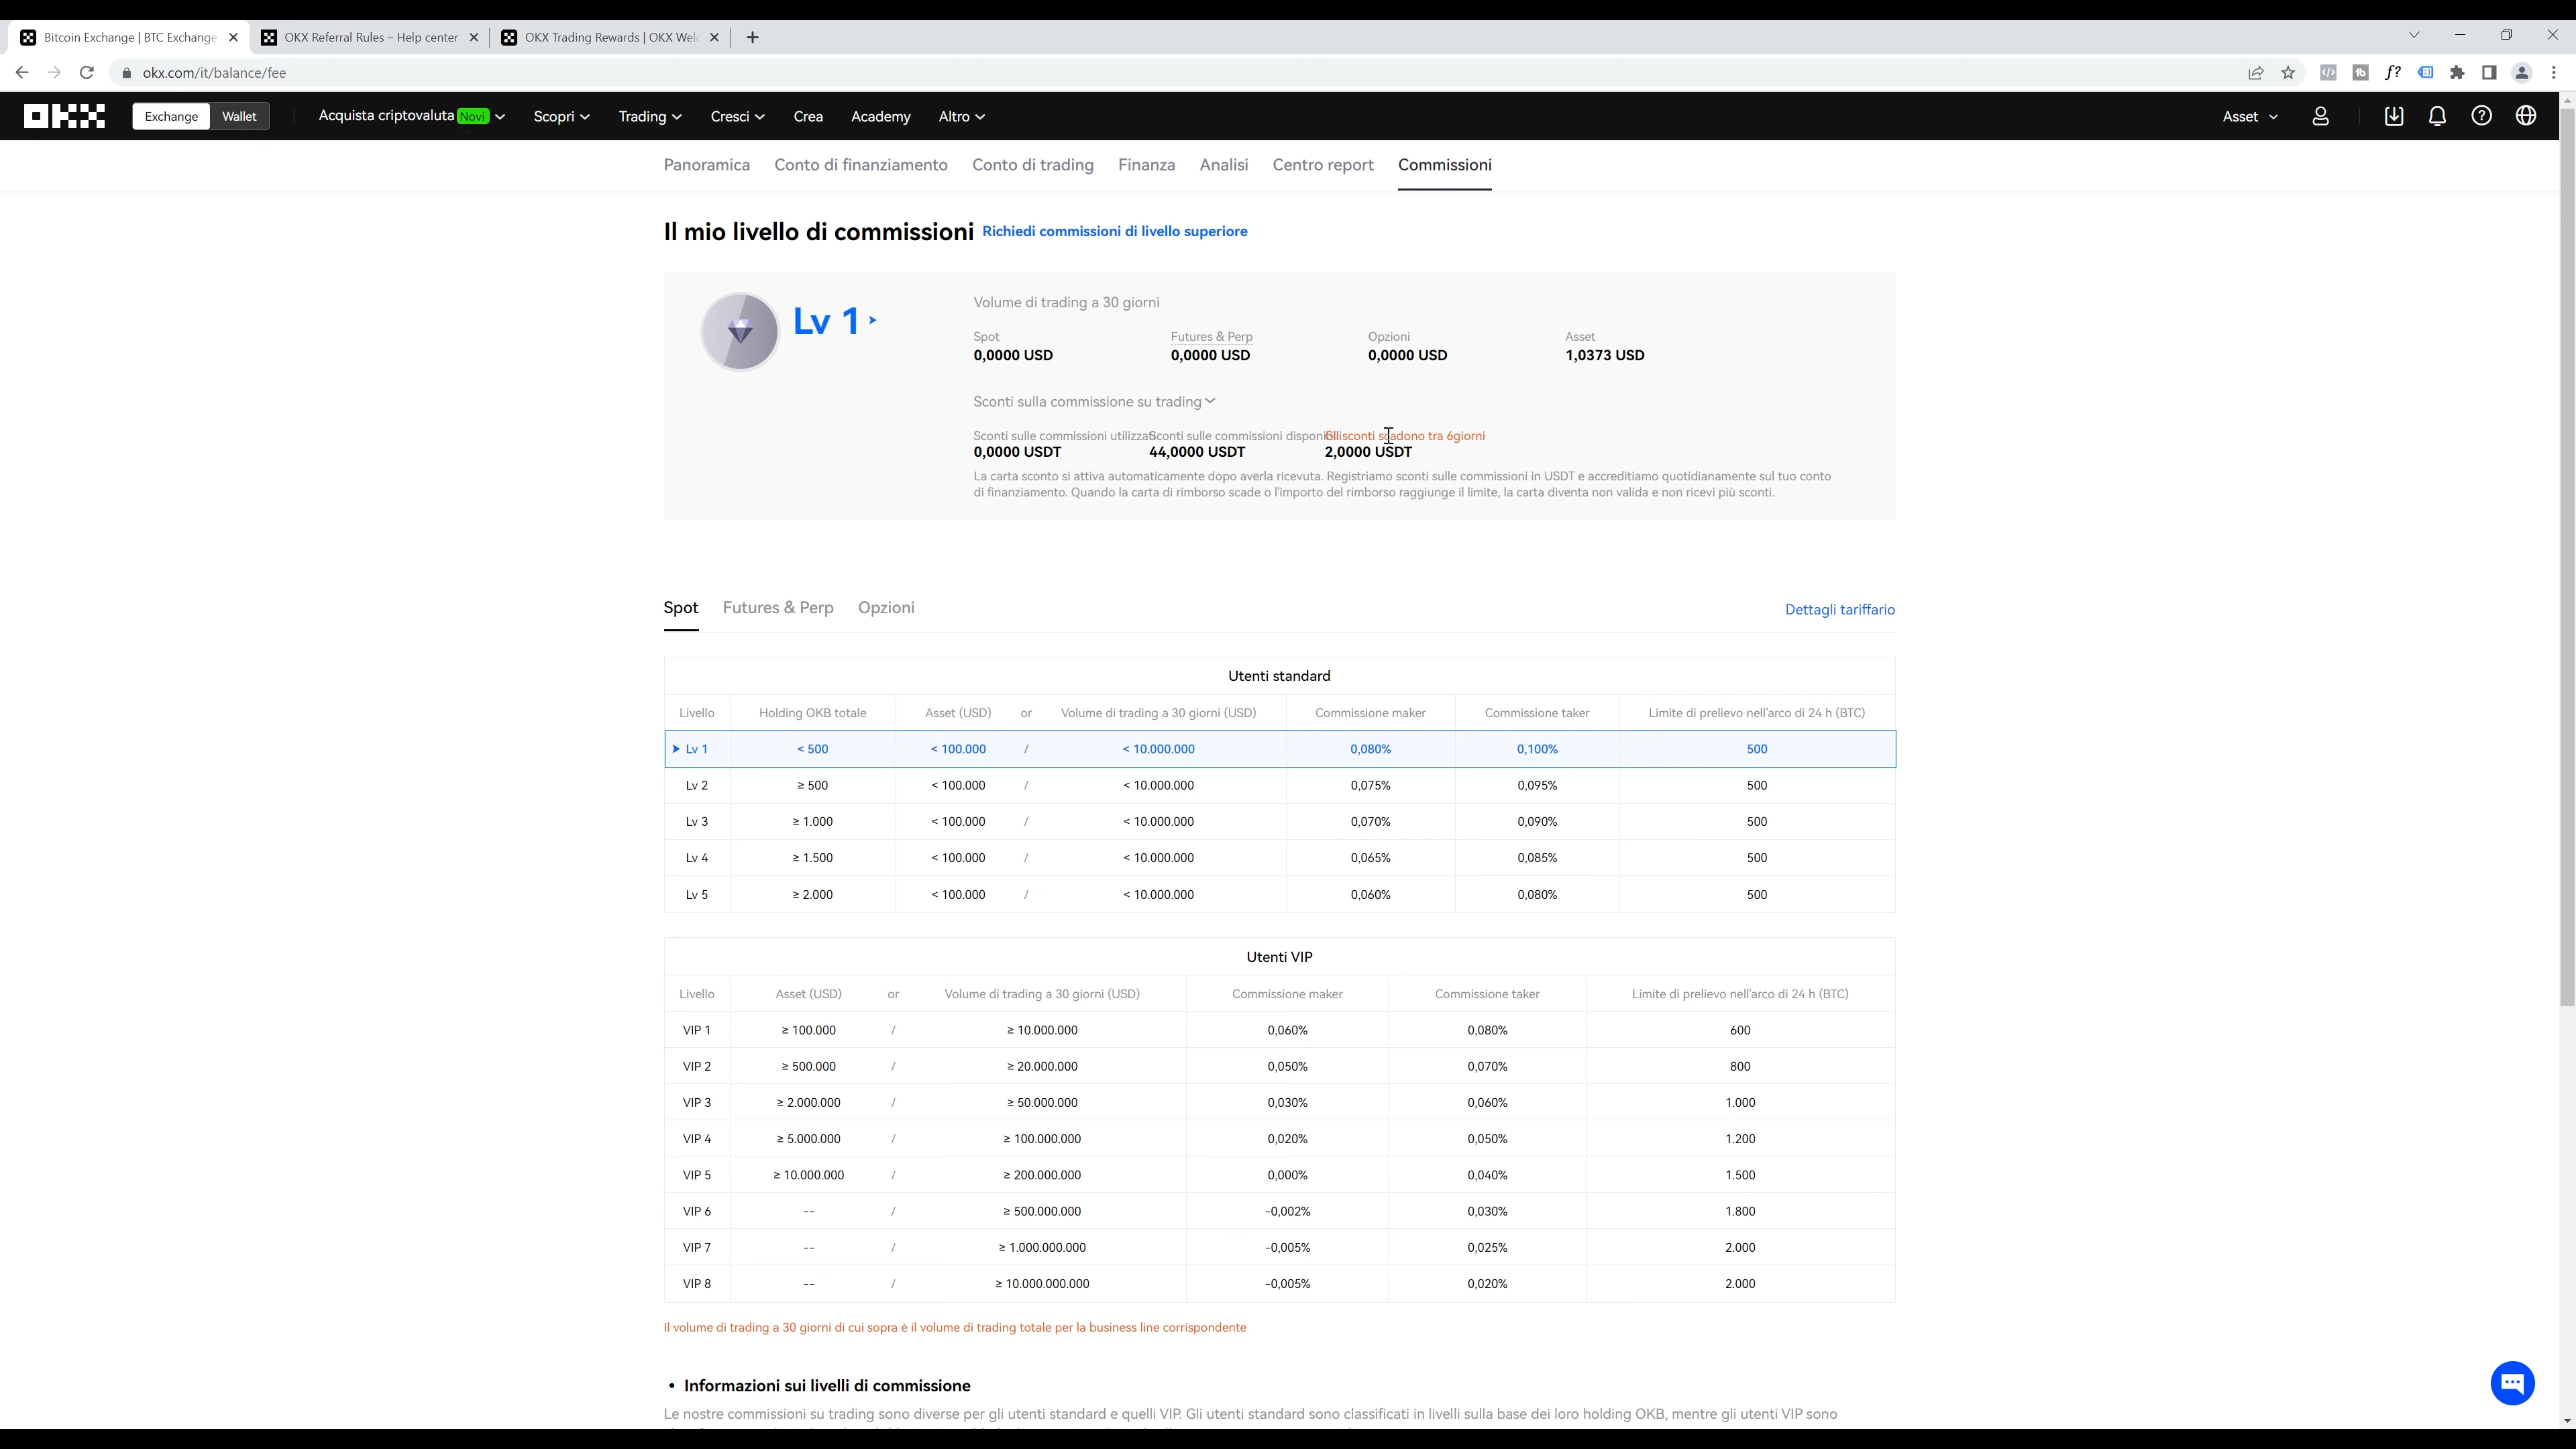 Bitcoin Exchange | BTC Exchange
OKX Referral Rules – Help center
OKX Trading Rewards | OKX Welc
okx.com/it/balance/fee
OKX
Exchange Wallet Acquista criptovaluta Novi Scopri Trading Cresci Crea Academy Altro Asset
Panoramica Conto di finanziamento Conto di trading Finanza Analisi Centro report Commissioni
Il mio livello di commissioni Richiedi commissioni di livello superiore
Lv 1
Volume di trading a 30 giorni
Spot Futures & Perp Opzioni Asset
0,0000 USD 0,0000 USD 0,0000 USD 1,0373 USD
Sconti sulla commissione su trading
Sconti sulle commissioni utilizzati Sconti sulle commissioni disponi Gli sconti scadono tra 6giorni
0,0000 USDT 44,0000 USDT 2,0000 USDT
La carta sconto si attiva automaticamente dopo averla ricevuta. Registriamo sconti sulle commissioni in USDT e accreditiamo quotidianamente sul tuo conto
di finanziamento. Quando la carta di rimborso scade o l'importo del rimborso raggiunge il limite, la carta diventa non valida e non ricevi più sconti.
Spot Futures & Perp Opzioni Dettagli tariffario
Utenti standard
Livello Holding OKB totale Asset (USD) or Volume di trading a 30 giorni (USD) Commissione maker Commissione taker Limite di prelievo nell'arco di 24 h (BTC)
Lv 1 < 500 < 100.000 / < 10.000.000 0,080% 0,100% 500
Lv 2 ≥ 500 < 100.000 / < 10.000.000 0,075% 0,095% 500
Lv 3 ≥ 1.000 < 100.000 / < 10.000.000 0,070% 0,090% 500
Lv 4 ≥ 1.500 < 100.000 / < 10.000.000 0,065% 0,085% 500
Lv 5 ≥ 2.000 < 100.000 / < 10.000.000 0,060% 0,080% 500
Utenti VIP
Livello Asset (USD) or Volume di trading a 30 giorni (USD) Commissione maker Commissione taker Limite di prelievo nell'arco di 24 h (BTC)
VIP 1 ≥ 100.000 / ≥ 10.000.000 0,060% 0,080% 600
VIP 2 ≥ 500.000 / ≥ 20.000.000 0,050% 0,070% 800
VIP 3 ≥ 2.000.000 / ≥ 50.000.000 0,030% 0,060% 1.000
VIP 4 ≥ 5.000.000 / ≥ 100.000.000 0,020% 0,050% 1.200
VIP 5 ≥ 10.000.000 / ≥ 200.000.000 0,000% 0,040% 1.500
VIP 6 -- / ≥ 500.000.000 -0,002% 0,030% 1.800
VIP 7 -- / ≥ 1.000.000.000 -0,005% 0,025% 2.000
VIP 8 -- / ≥ 10.000.000.000 -0,005% 0,020% 2.000
Il volume di trading a 30 giorni di cui sopra è il volume di trading totale per la business line corrispondente
• Informazioni sui livelli di commissione
Le nostre commissioni su trading sono diverse per gli utenti standard e quelli VIP. Gli utenti standard sono classificati in livelli sulla base dei loro holding OKB, mentre gli utenti VIP sono